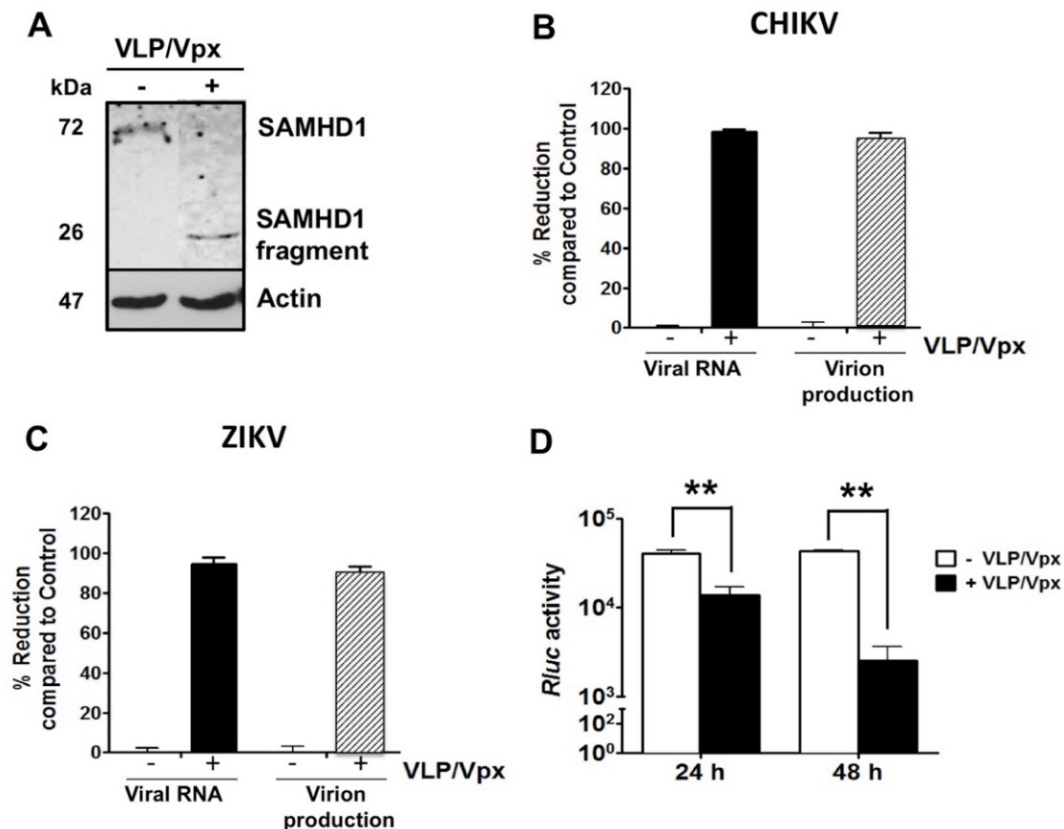 A
VLP/Vpx
kDa
- +
72 SAMHD1
26 SAMHD1
fragment
47 Actin
B
CHIKV
% Reduction
compared to Control
120
100
80
60
40
20
0
- + - + VLP/Vpx
Viral RNA Virion
production
C
ZIKV
% Reduction
compared to Control
120
100
80
60
40
20
0
- + - + VLP/Vpx
Viral RNA Virion
production
D
** **
Rluc activity
10⁵
10⁴
10³
10²
10⁰
24 h 48 h
- VLP/Vpx
+ VLP/Vpx